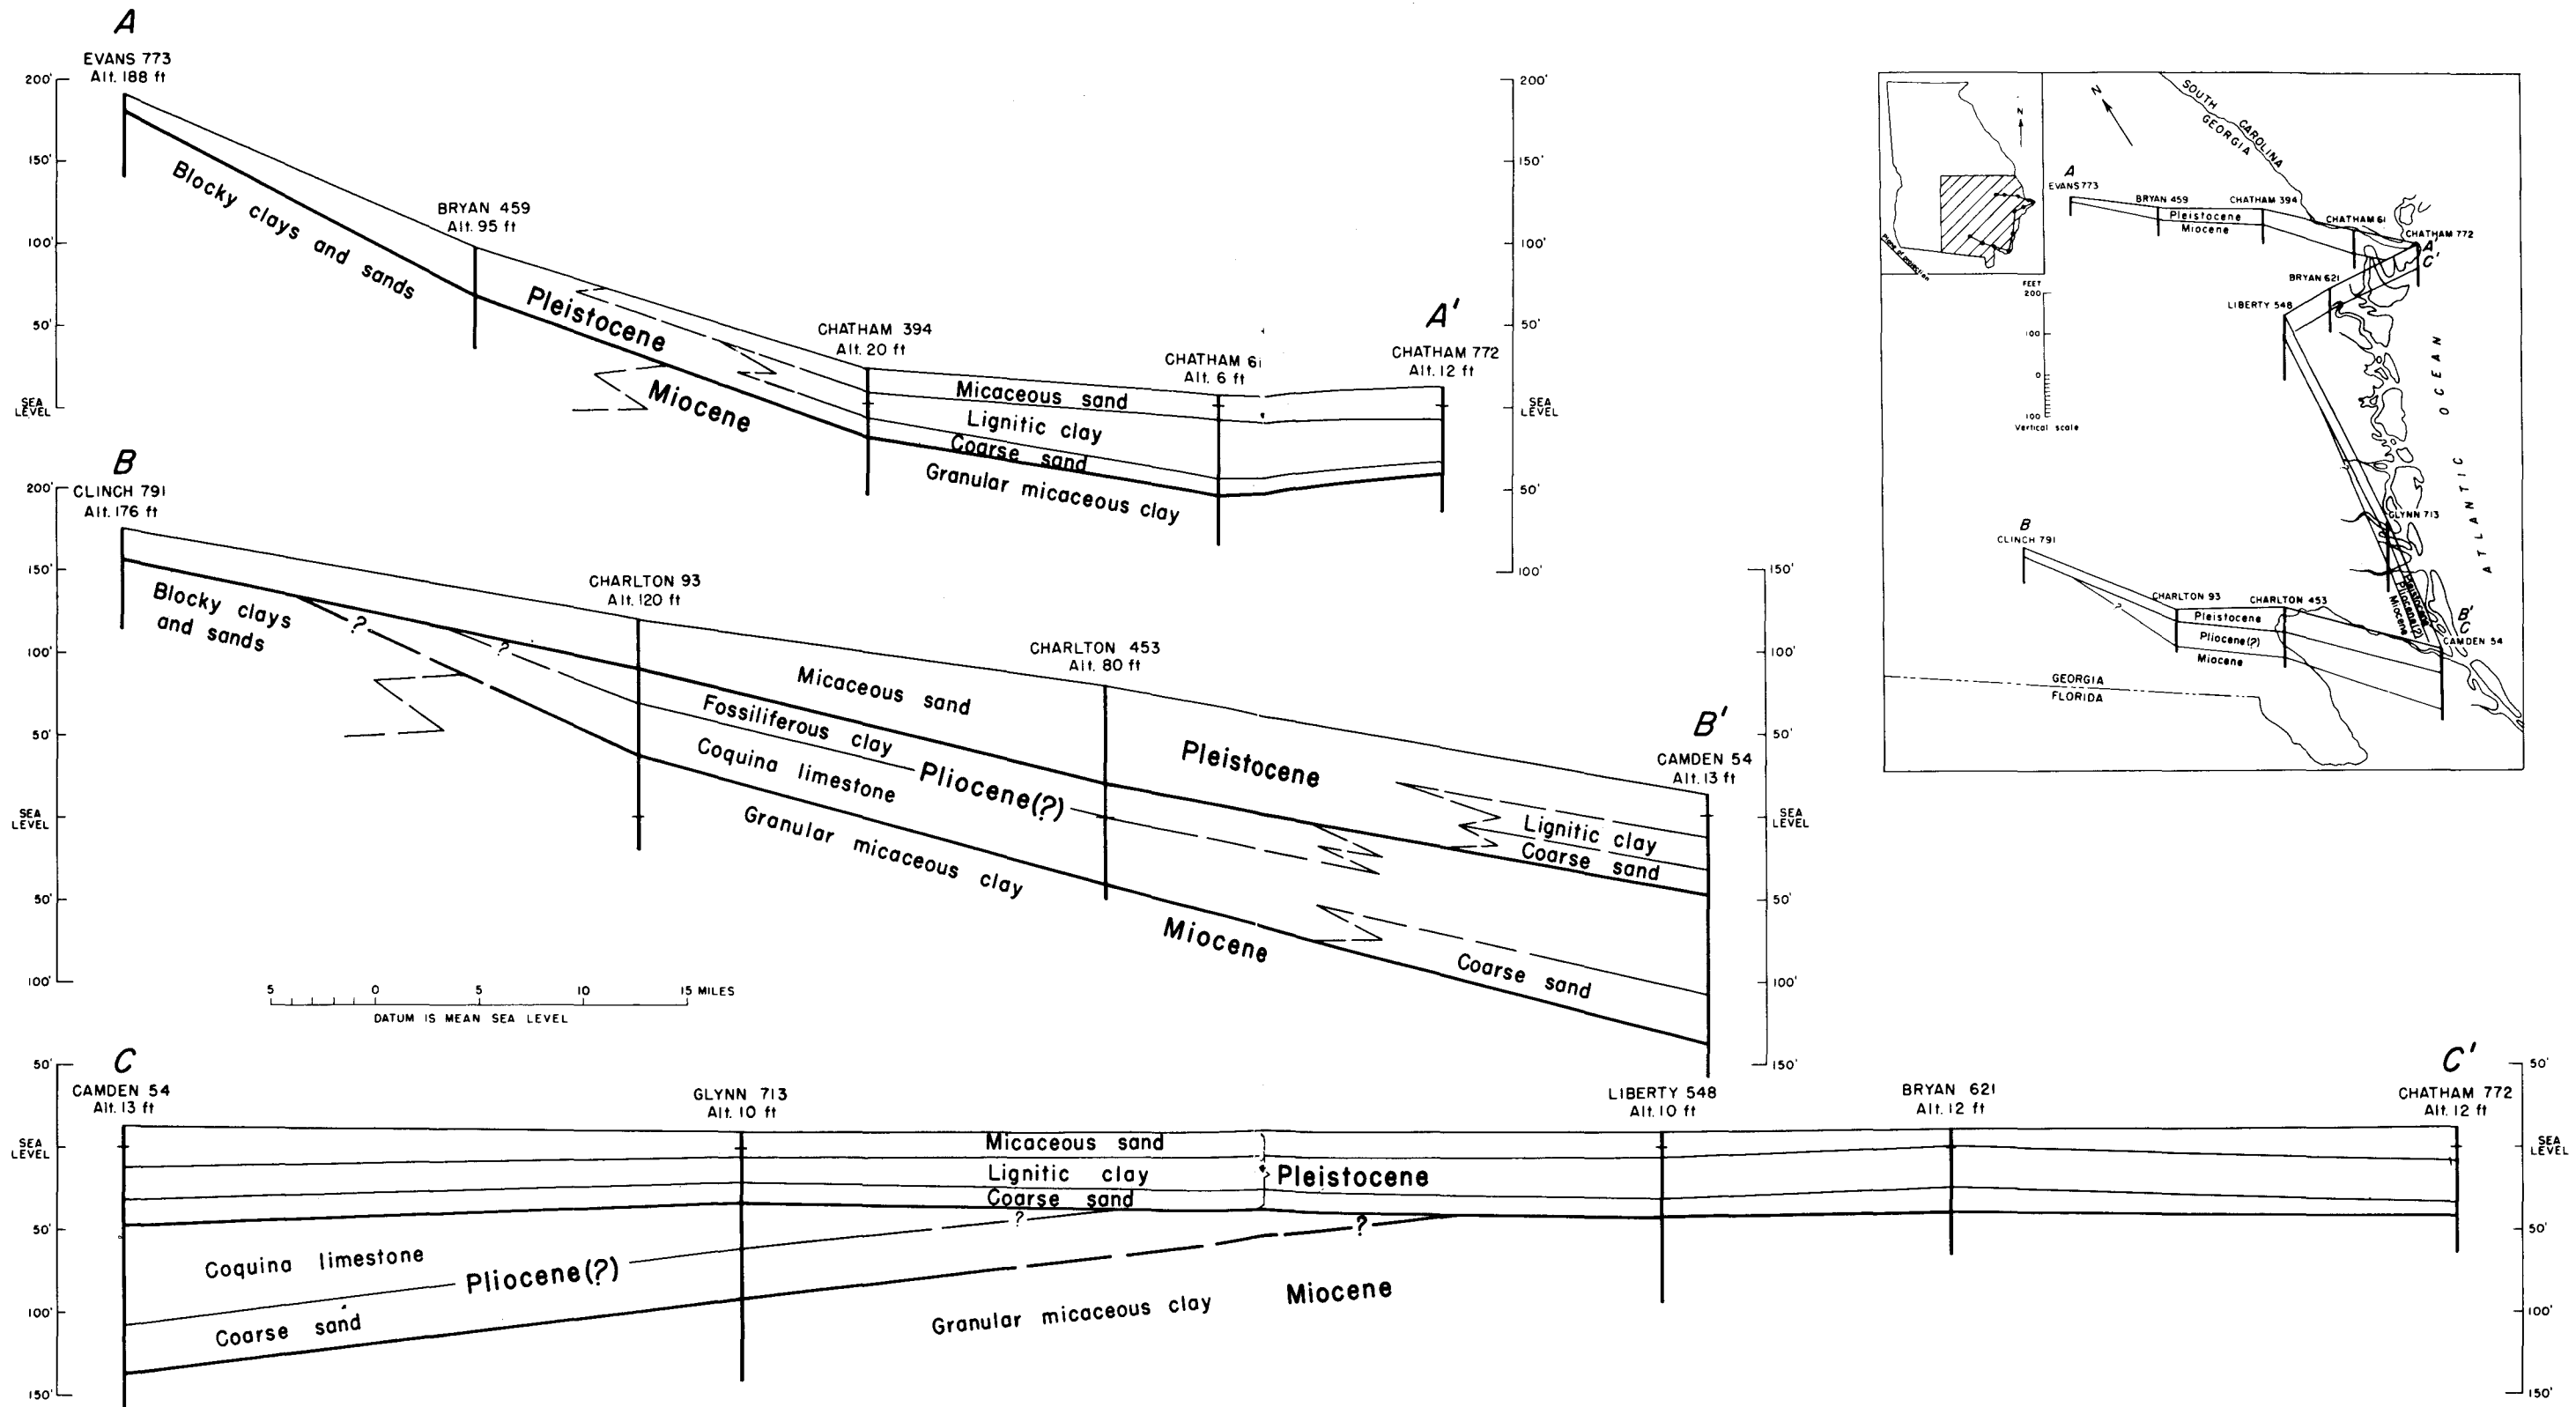 A
EVANS 773
Alt. 188 ft
200'
150'
100'
50'
SEA
LEVEL
BRYAN 459
Alt. 95 ft
CHATHAM 394
Alt. 20 ft
CHATHAM 61
Alt. 6 ft
A'
CHATHAM 772
Alt. 12 ft
200'
150'
100'
50'
SEA
LEVEL
50'
100'
Blocky clays and sands
Pleistocene
Miocene
Micaceous sand
Lignitic clay
Coarse sand
Granular micaceous clay
B
CLINCH 791
Alt. 176 ft
200'
150'
100'
50'
SEA
LEVEL
50'
100'
CHARLTON 93
Alt. 120 ft
CHARLTON 453
Alt. 80 ft
B'
CAMDEN 54
Alt. 13 ft
150'
100'
50'
SEA
LEVEL
50'
100'
150'
Blocky clays
and sands
?
?
Micaceous sand
Fossiliferous clay
Coquina limestone
Pliocene(?)
Granular micaceous clay
Pleistocene
Lignitic clay
Coarse sand
Miocene
Coarse sand
5 0 5 10 15 MILES
DATUM IS MEAN SEA LEVEL
C
CAMDEN 54
Alt. 13 ft
50'
SEA
LEVEL
50'
100'
150'
GLYNN 713
Alt. 10 ft
LIBERTY 548
Alt. 10 ft
BRYAN 621
Alt. 12 ft
C'
CHATHAM 772
Alt. 12 ft
50'
SEA
LEVEL
50'
100'
150'
Micaceous sand
Lignitic clay
Coarse sand
Pleistocene
?
?
Coquina limestone
Pliocene(?)
Coarse sand
Granular micaceous clay
Miocene
N
Plane of projection
N
SOUTH CAROLINA
GEORGIA
A
EVANS 773
BRYAN 459
CHATHAM 394
CHATHAM 61
CHATHAM 772
Pleistocene
Miocene
A'
C'
BRYAN 621
LIBERTY 548
FEET
200
100
0
100
Vertical scale
ATLANTIC OCEAN
GLYNN 713
Pleistocene
Pliocene(?)
Miocene
B
CLINCH 791
?
CHARLTON 93
CHARLTON 453
Pleistocene
Pliocene(?)
Miocene
B'
C
CAMDEN 54
GEORGIA
FLORIDA